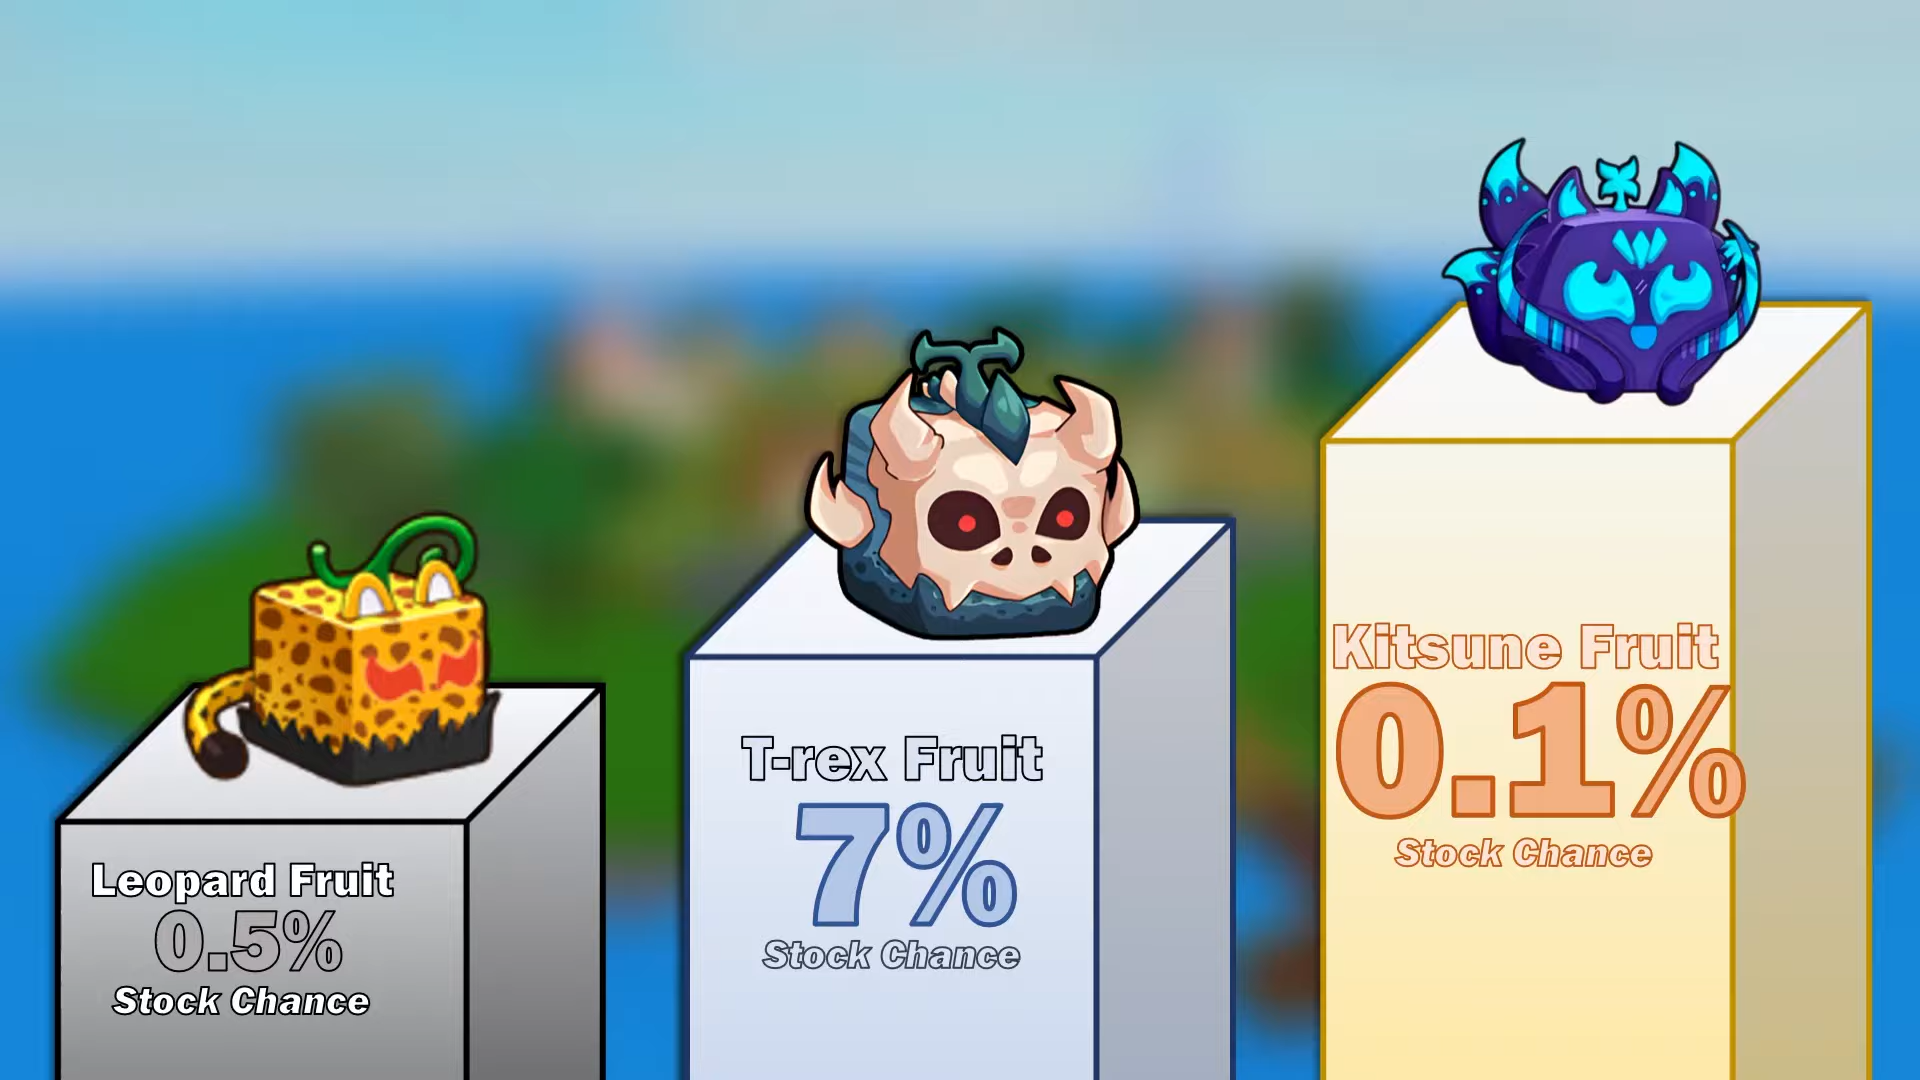 Leopard Fruit
0.5%
Stock Chance
T-rex Fruit
7%
Stock Chance
Kitsune Fruit
0.1%
Stock Chance